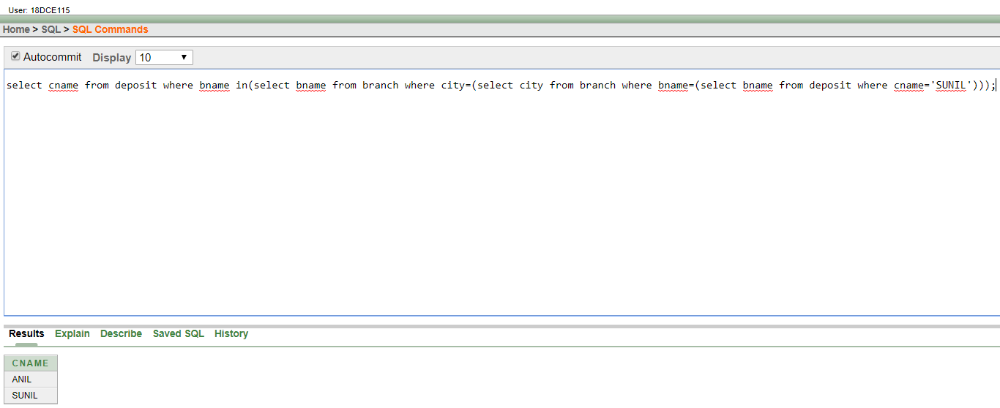 User: 18DCE115
Home > SQL > SQL Commands
Autocommit Display 10
select cname from deposit where bname in(select bname from branch where city=(select city from branch where bname=(select bname from deposit where cname='SUNIL')));
Results Explain Describe Saved SQL History
CNAME
ANIL
SUNIL